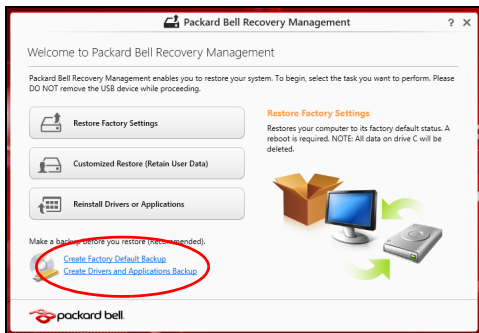 Packard Bell Recovery Management
Welcome to Packard Bell Recovery Management
Packard Bell Recovery Management enables you to restore your system. To begin, select the task you want to perform. Please
DO NOT remove the USB device while proceeding.
Restore Factory Settings
Customized Restore (Retain User Data)
Reinstall Drivers or Applications
Restore Factory Settings
Restores your computer to its factory default status. A
reboot is required. NOTE: All data on drive C will be
deleted.
Make a backup before you restore (Recommended).
Create Factory Default Backup
Create Drivers and Applications Backup
packard bell